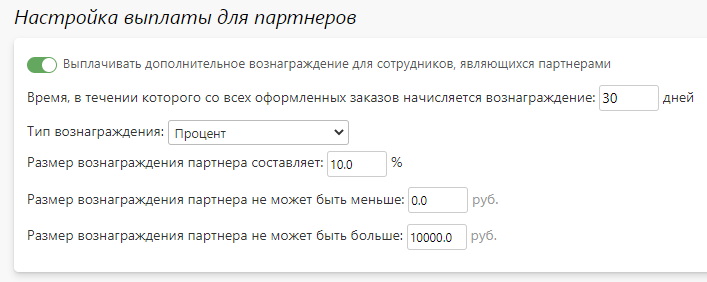 Настройка выплаты для партнеров
Выплачивать дополнительное вознаграждение для сотрудников, являющихся партнерами
Время, в течении которого со всех оформленных заказов начисляется вознаграждение: 30 дней
Тип вознаграждения: Процент
Размер вознаграждения партнера составляет: 10.0 %
Размер вознаграждения партнера не может быть меньше: 0.0 руб.
Размер вознаграждения партнера не может быть больше: 10000.0 руб.